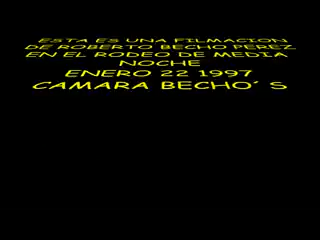 ESTA ES UNA FILMACION
DE ROBERTO BECHO PEREZ
EN EL RODEO DE MEDIA
NOCHE
ENERO 22 1997
CAMARA BECHO´S